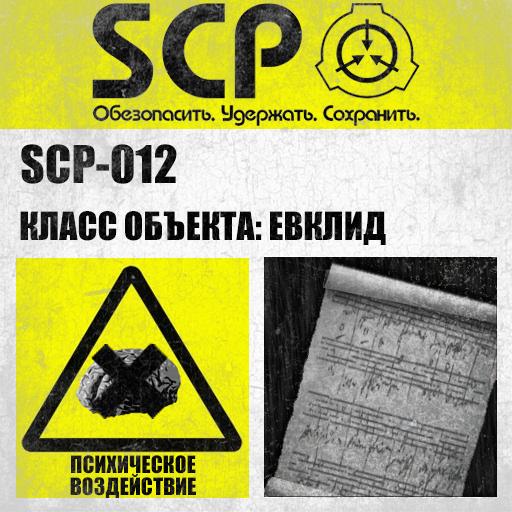 SCP
Обезопасить. Удержать. Сохранить.
SCP-012
КЛАСС ОБЪЕКТА: ЕВКЛИД
ПСИХИЧЕСКОЕ
ВОЗДЕЙСТВИЕ